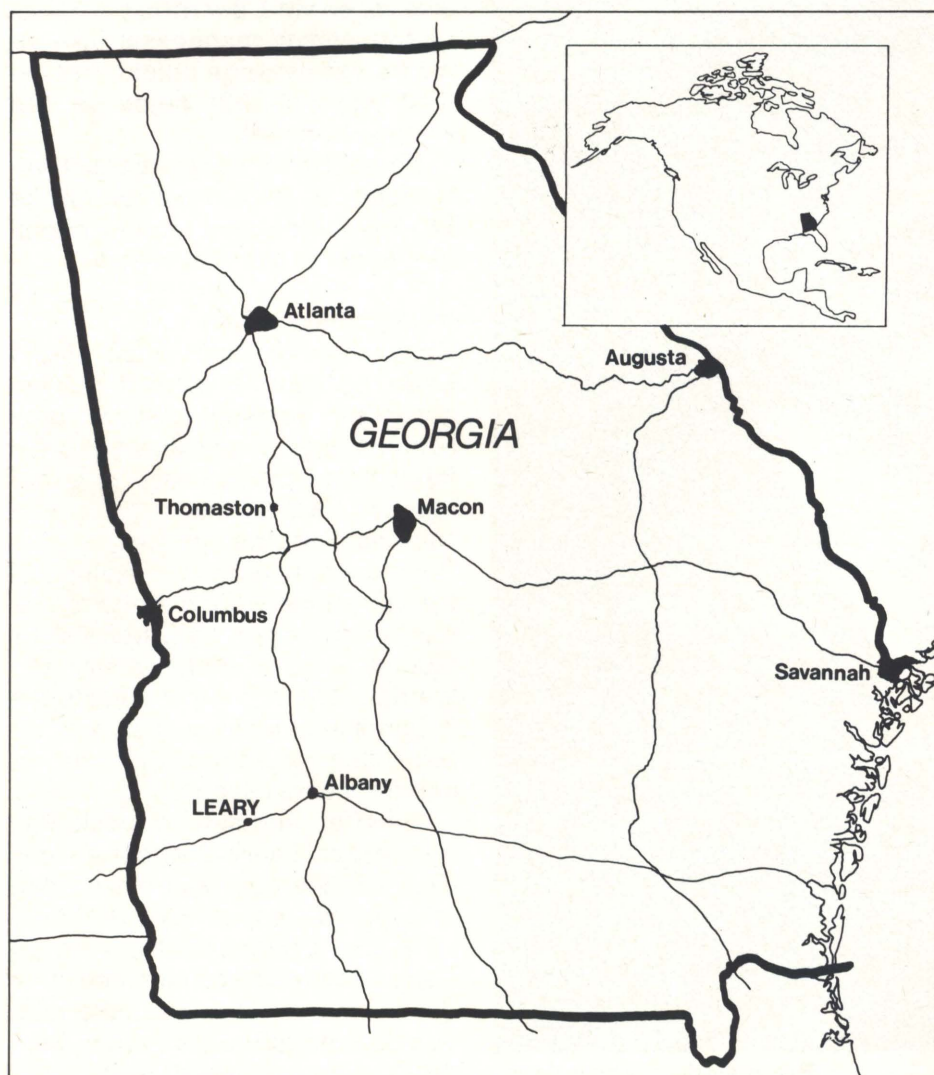 Atlanta
Augusta
GEORGIA
Thomaston
Macon
Columbus
Savannah
Albany
LEARY